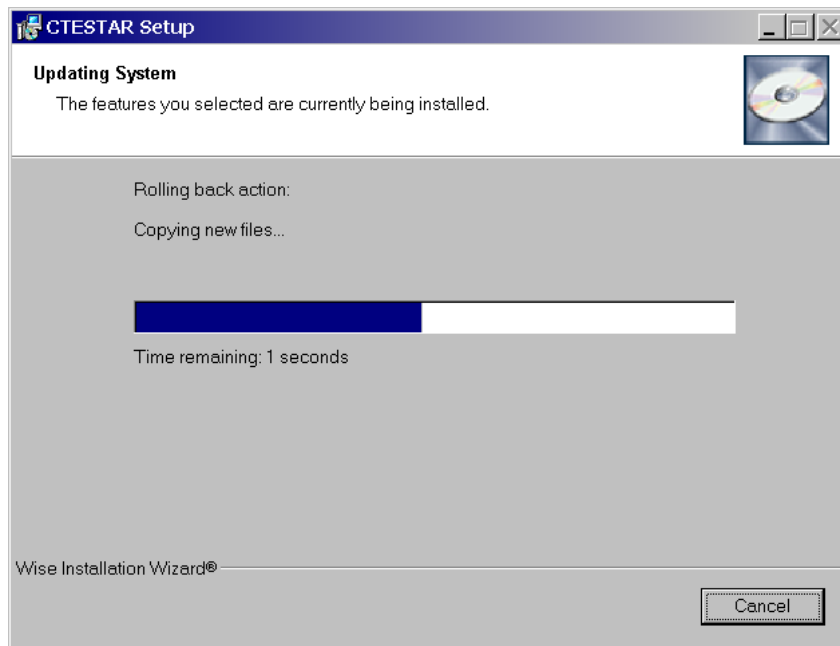 CTESTAR Setup
Updating System
The features you selected are currently being installed.
Rolling back action:
Copying new files...
Time remaining: 1 seconds
Wise Installation Wizard®
Cancel